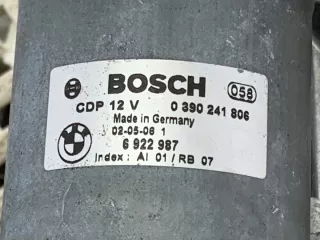 BOSCH 058
CDP 12 V 0 390 241 806
Made in Germany
02-05-06 1
BMW
6 922 987
Index: AI 01 / RB 07